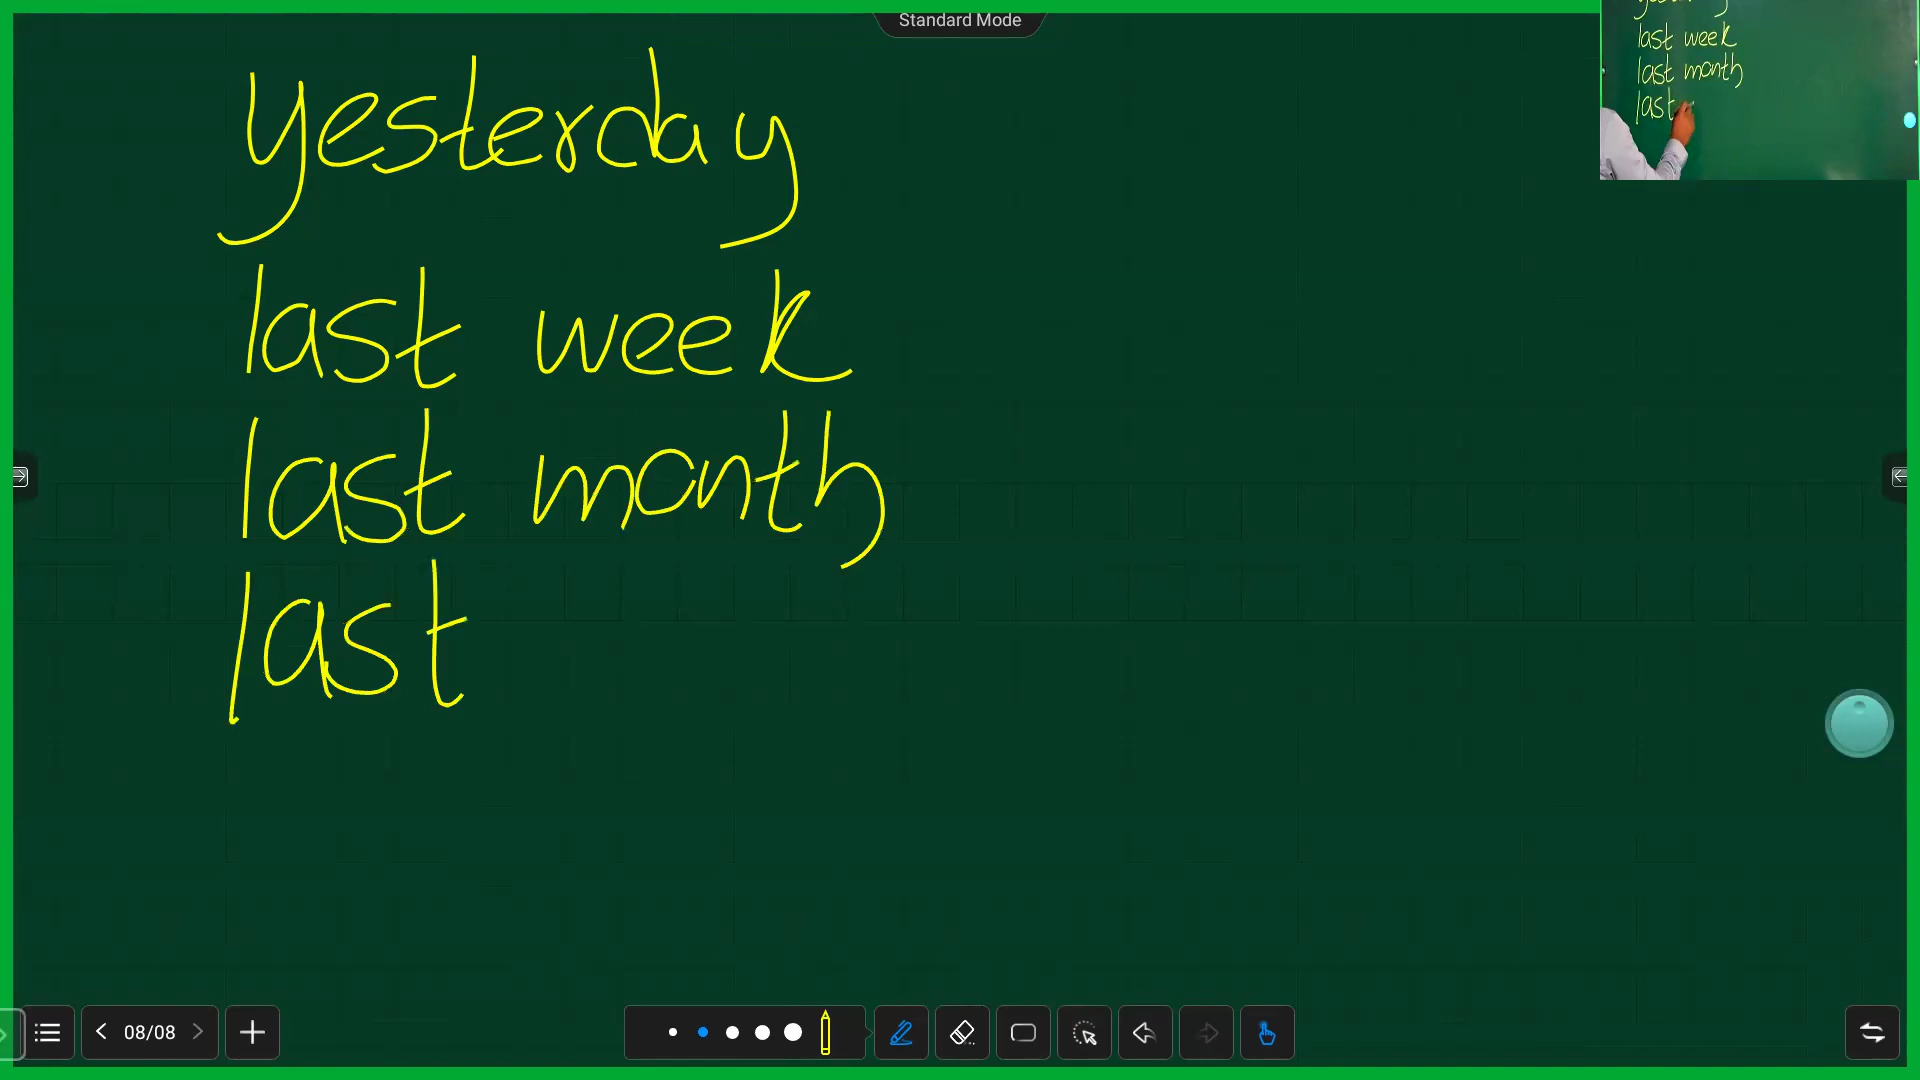 Standard Mode
yesterday
last week
last month
last
last week
last month
last
08/08